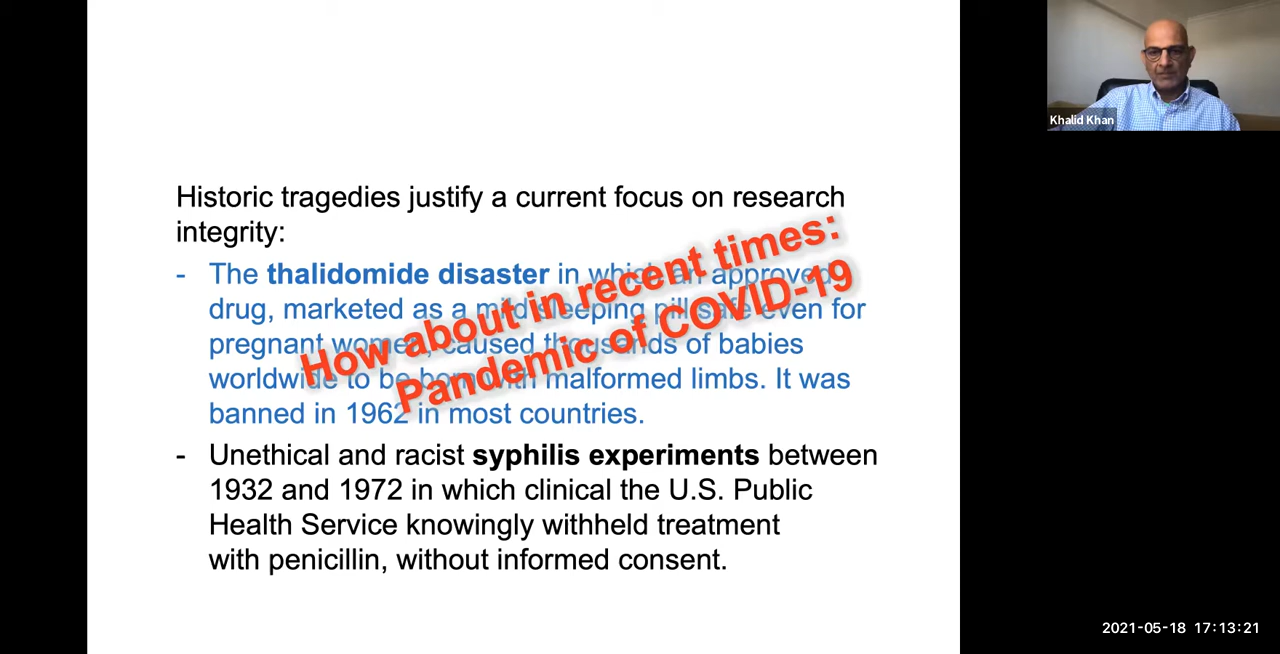 Historic tragedies justify a current focus on research
integrity:
- The thalidomide disaster in which an approved
drug, marketed as a mild sleeping pill safe even for
pregnant women, caused thousands of babies
worldwide to be born with malformed limbs. It was
banned in 1962 in most countries.
- Unethical and racist syphilis experiments between
1932 and 1972 in which clinical the U.S. Public
Health Service knowingly withheld treatment
with penicillin, without informed consent.
How about in recent times:
Pandemic of COVID-19
Khalid Khan
2021-05-18 17:13:21